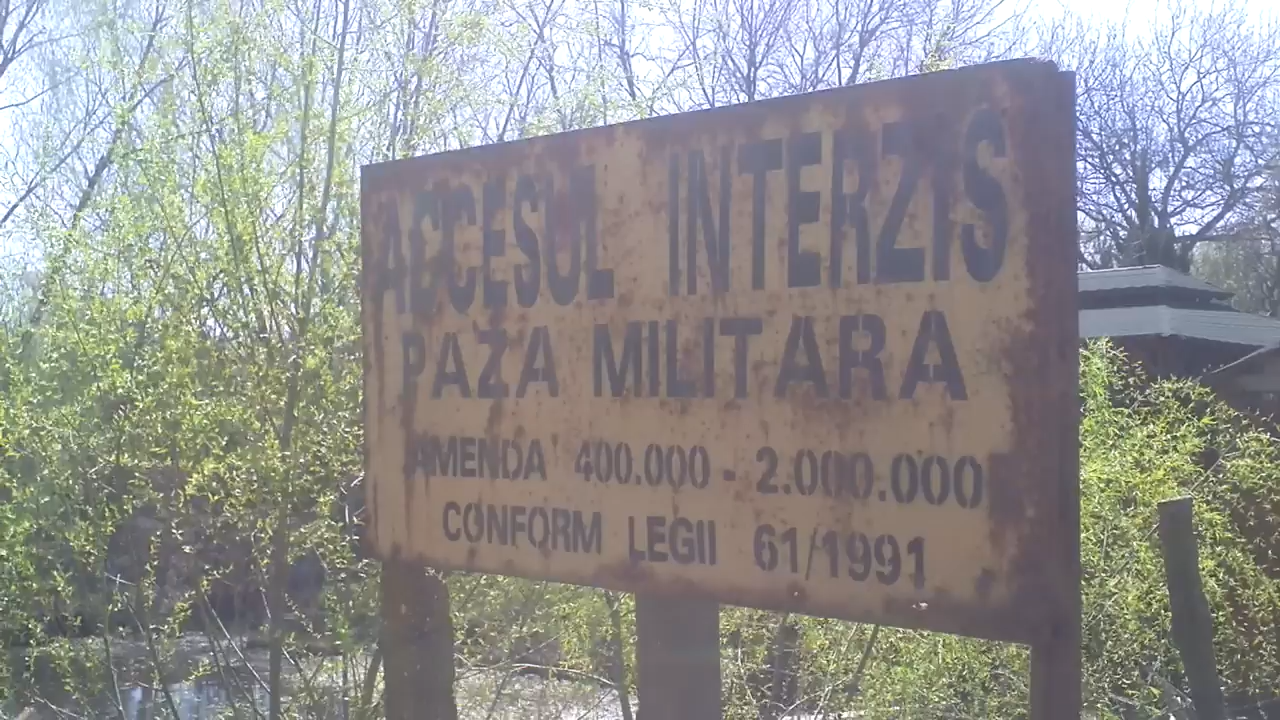 ACCESUL INTERZIS
PAZA MILITARA
AMENDA 400.000 - 2.000.000
CONFORM LEGII 61/1991